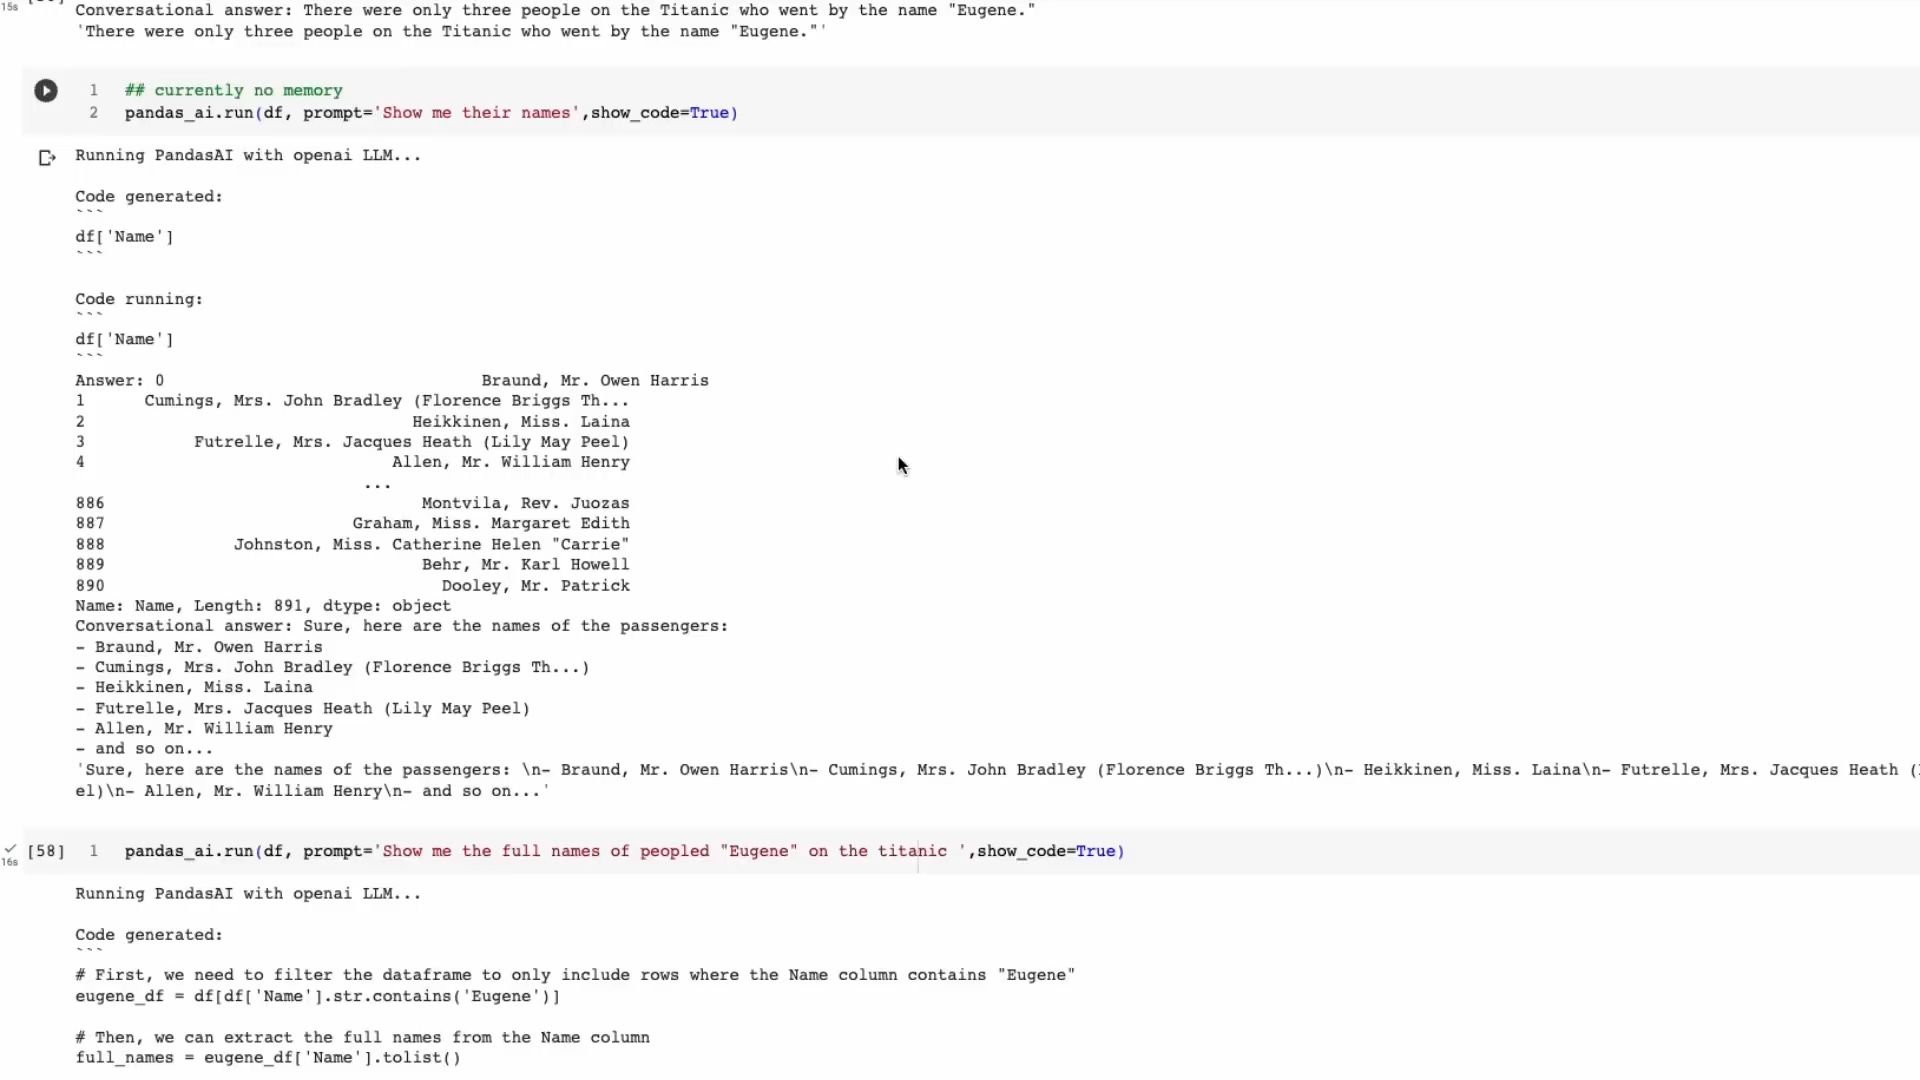 15s
Conversational answer: There were only three people on the Titanic who went by the name "Eugene."
'There were only three people on the Titanic who went by the name "Eugene."'
1 ## currently no memory
2 pandas_ai.run(df, prompt='Show me their names',show_code=True)
Running PandasAI with openai LLM...
Code generated:
```
df['Name']
```
Code running:
```
df['Name']
```
Answer: 0 Braund, Mr. Owen Harris
1 Cumings, Mrs. John Bradley (Florence Briggs Th...
2 Heikkinen, Miss. Laina
3 Futrelle, Mrs. Jacques Heath (Lily May Peel)
4 Allen, Mr. William Henry
...
886 Montvila, Rev. Juozas
887 Graham, Miss. Margaret Edith
888 Johnston, Miss. Catherine Helen "Carrie"
889 Behr, Mr. Karl Howell
890 Dooley, Mr. Patrick
Name: Name, Length: 891, dtype: object
Conversational answer: Sure, here are the names of the passengers:
- Braund, Mr. Owen Harris
- Cumings, Mrs. John Bradley (Florence Briggs Th...)
- Heikkinen, Miss. Laina
- Futrelle, Mrs. Jacques Heath (Lily May Peel)
- Allen, Mr. William Henry
- and so on...
'Sure, here are the names of the passengers: \n- Braund, Mr. Owen Harris\n- Cumings, Mrs. John Bradley (Florence Briggs Th...)\n- Heikkinen, Miss. Laina\n- Futrelle, Mrs. Jacques Heath (
el)\n- Allen, Mr. William Henry\n- and so on...'
[58] 1 pandas_ai.run(df, prompt='Show me the full names of peopled "Eugene" on the titanic ',show_code=True)
16s
Running PandasAI with openai LLM...
Code generated:
```
# First, we need to filter the dataframe to only include rows where the Name column contains "Eugene"
eugene_df = df[df['Name'].str.contains('Eugene')]
# Then, we can extract the full names from the Name column
full_names = eugene_df['Name'].tolist()